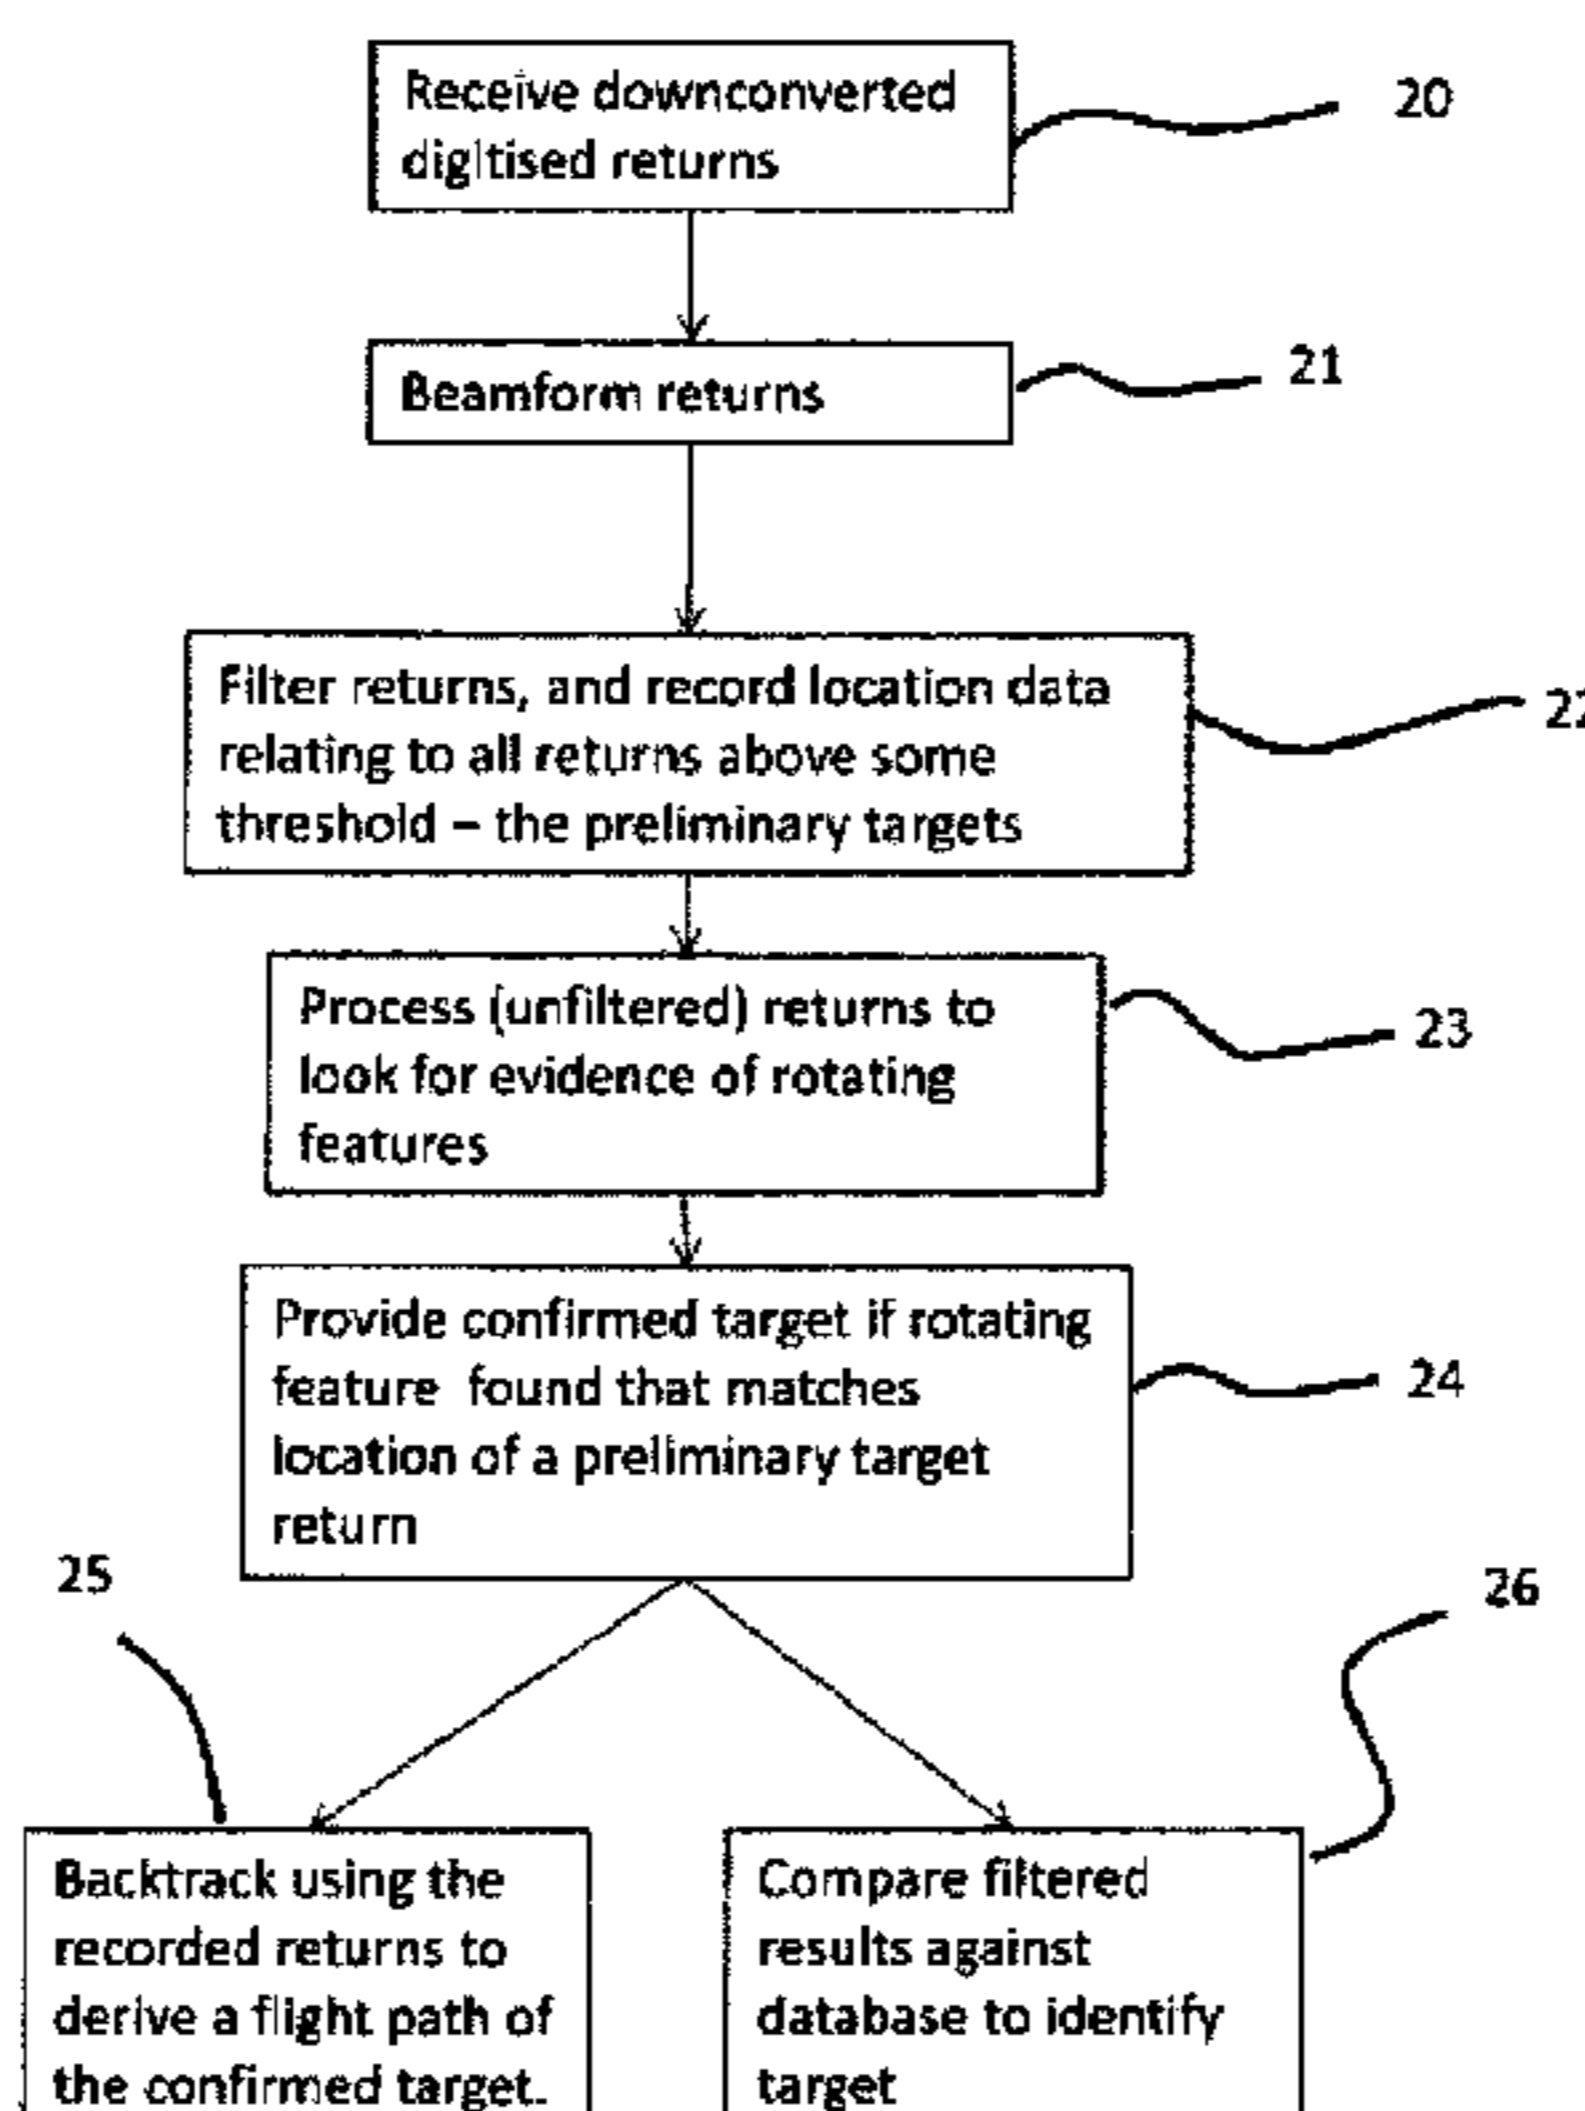 Receive downconverted
digitised returns
20
Beamform returns
21
Filter returns, and record location data
relating to all returns above some
threshold – the preliminary targets
22
Process (unfiltered) returns to
look for evidence of rotating
features
23
Provide confirmed target if rotating
feature found that matches
location of a preliminary target
return
24
25
26
Backtrack using the
recorded returns to
derive a flight path of
the confirmed target.
Compare filtered
results against
database to identify
target